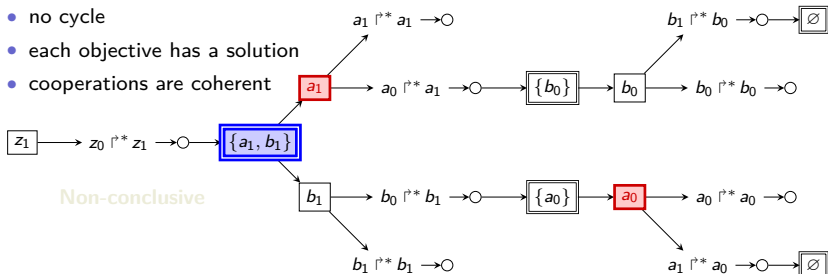 • no cycle
• each objective has a solution
• cooperations are coherent
a₁ ↱* a₁
b₁ ↱* b₀
∅
a₁
a₀ ↱* a₁
{b₀}
b₀
b₀ ↱* b₀
z₁
z₀ ↱* z₁
{a₁, b₁}
Non-conclusive
b₁
b₀ ↱* b₁
{a₀}
a₀
a₀ ↱* a₀
b₁ ↱* b₁
a₁ ↱* a₀
∅